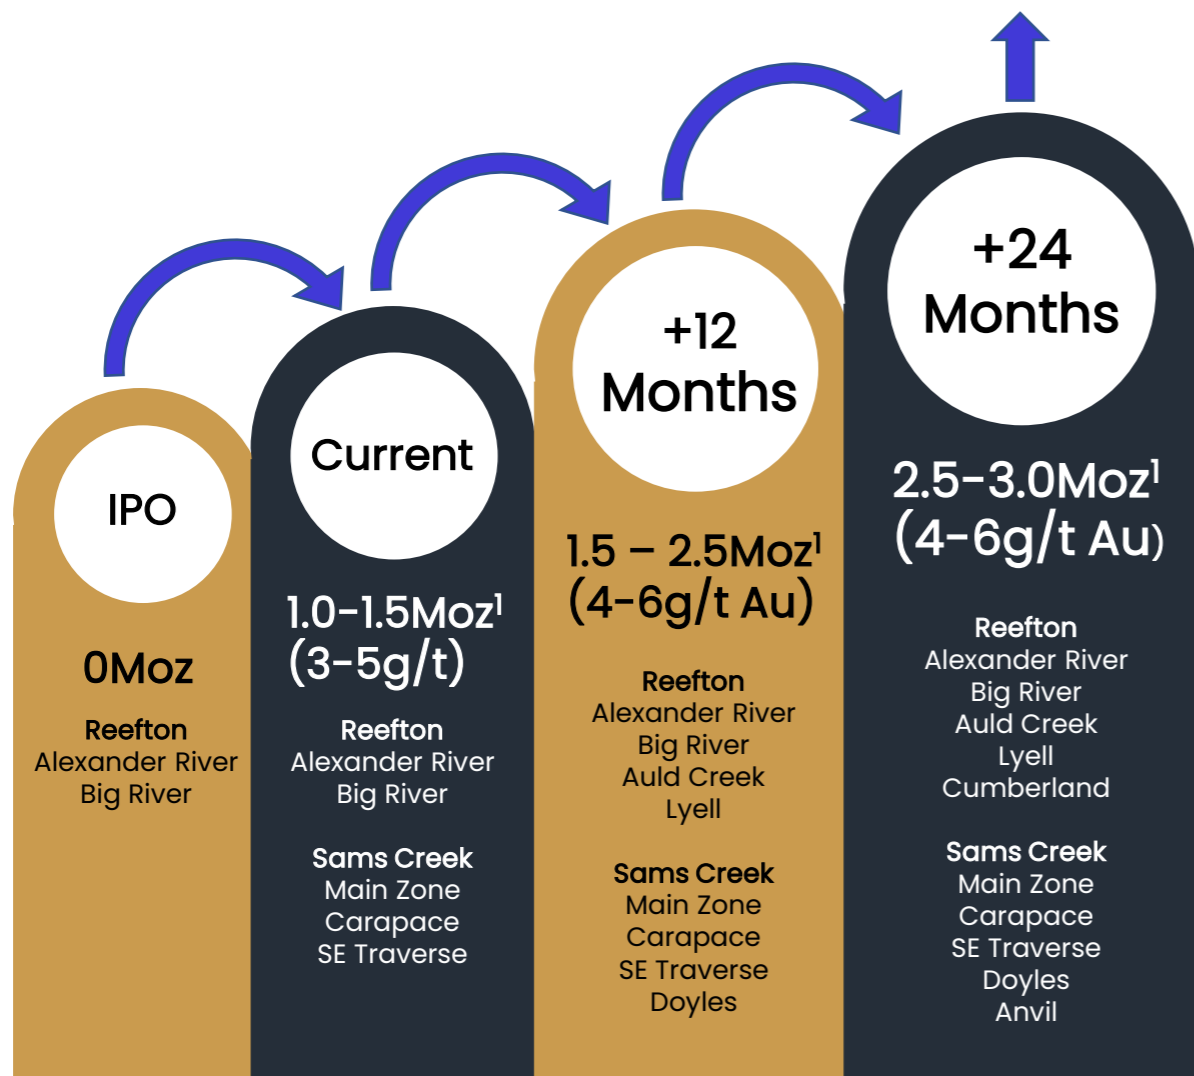 IPO
0Moz
Reefton
Alexander River
Big River
Current
1.0-1.5Moz¹
(3-5g/t)
Reefton
Alexander River
Big River
Sams Creek
Main Zone
Carapace
SE Traverse
+12
Months
1.5 – 2.5Moz¹
(4-6g/t Au)
Reefton
Alexander River
Big River
Auld Creek
Lyell
Sams Creek
Main Zone
Carapace
SE Traverse
Doyles
+24
Months
2.5-3.0Moz¹
(4-6g/t Au)
Reefton
Alexander River
Big River
Auld Creek
Lyell
Cumberland
Sams Creek
Main Zone
Carapace
SE Traverse
Doyles
Anvil